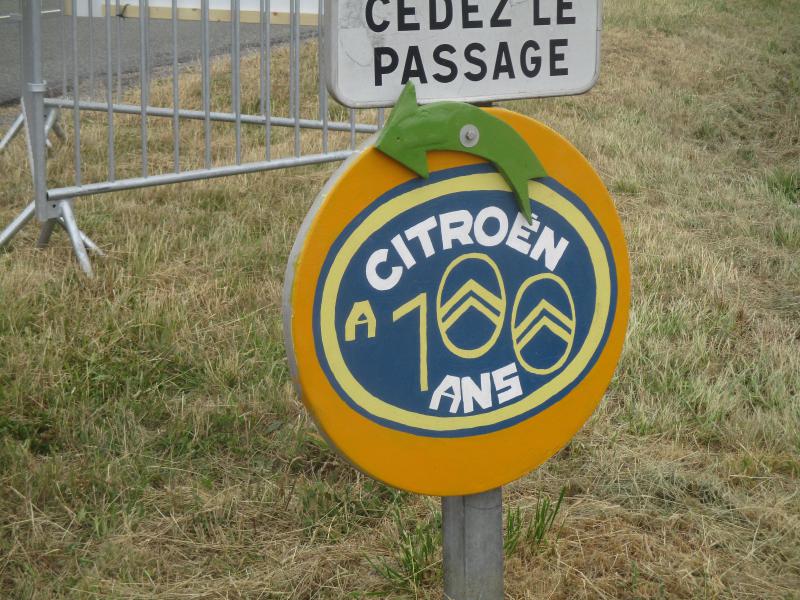 CEDEZ LE
PASSAGE
CITROËN
A 100
ANS